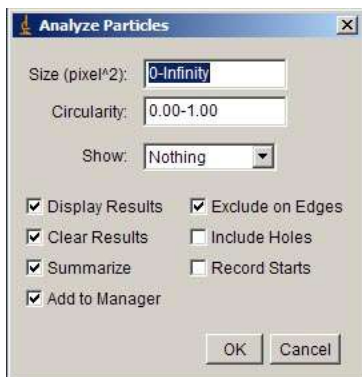 Analyze Particles
Size (pixel^2): 0-Infinity
Circularity: 0.00-1.00
Show: Nothing
Display Results Exclude on Edges
Clear Results Include Holes
Summarize Record Starts
Add to Manager
OK Cancel